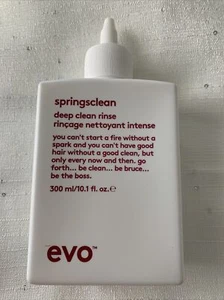 springsclean
deep clean rinse
rinçage nettoyant intense
you can't start a fire without a
spark and you can't have good
hair without a good clean, but
only every now and then. go
forth... be clean... be bruce...
be the boss.
300 ml/10.1 fl. oz.℮
evo™